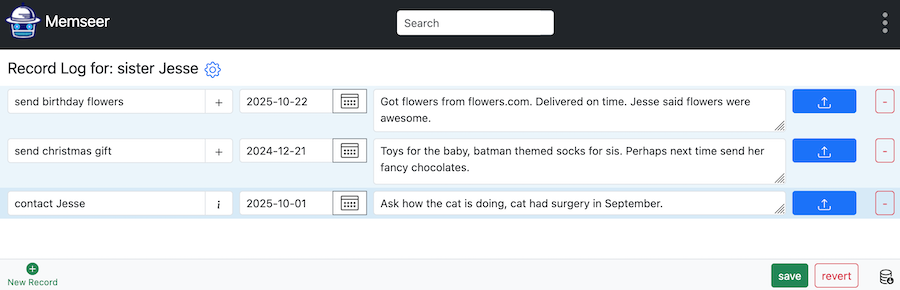 Memseer
Search
Record Log for: sister Jesse
send birthday flowers + 2025-10-22 Got flowers from flowers.com. Delivered on time. Jesse said flowers were
awesome.
-
send christmas gift + 2024-12-21 Toys for the baby, batman themed socks for sis. Perhaps next time send her
fancy chocolates.
-
contact Jesse i 2025-10-01 Ask how the cat is doing, cat had surgery in September.
-
New Record
save revert